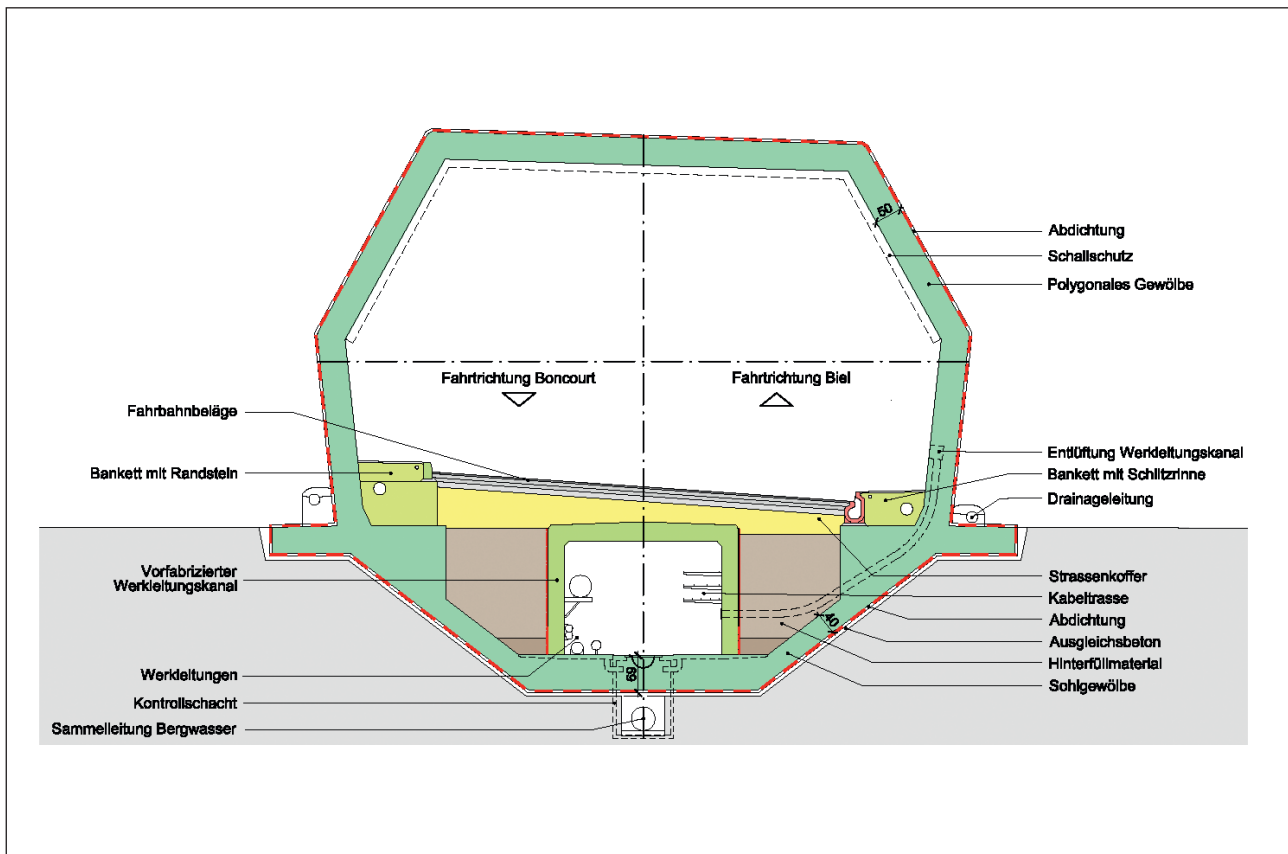 50
Abdichtung
Schallschutz
Polygonales Gewölbe
Fahrtrichtung Boncourt
Fahrtrichtung Biel
Fahrbahnbeläge
Bankett mit Randstein
Entlüftung Werkleitungskanal
Bankett mit Schlitzrinne
Drainageleitung
Vorfabrizierter
Werkleitungskanal
Strassenkoffer
Kabeltrasse
Abdichtung
40
Ausgleichsbeton
Hinterfüllmaterial
Sohlgewölbe
69
Werkleitungen
Kontrollschacht
Sammelleitung Bergwasser